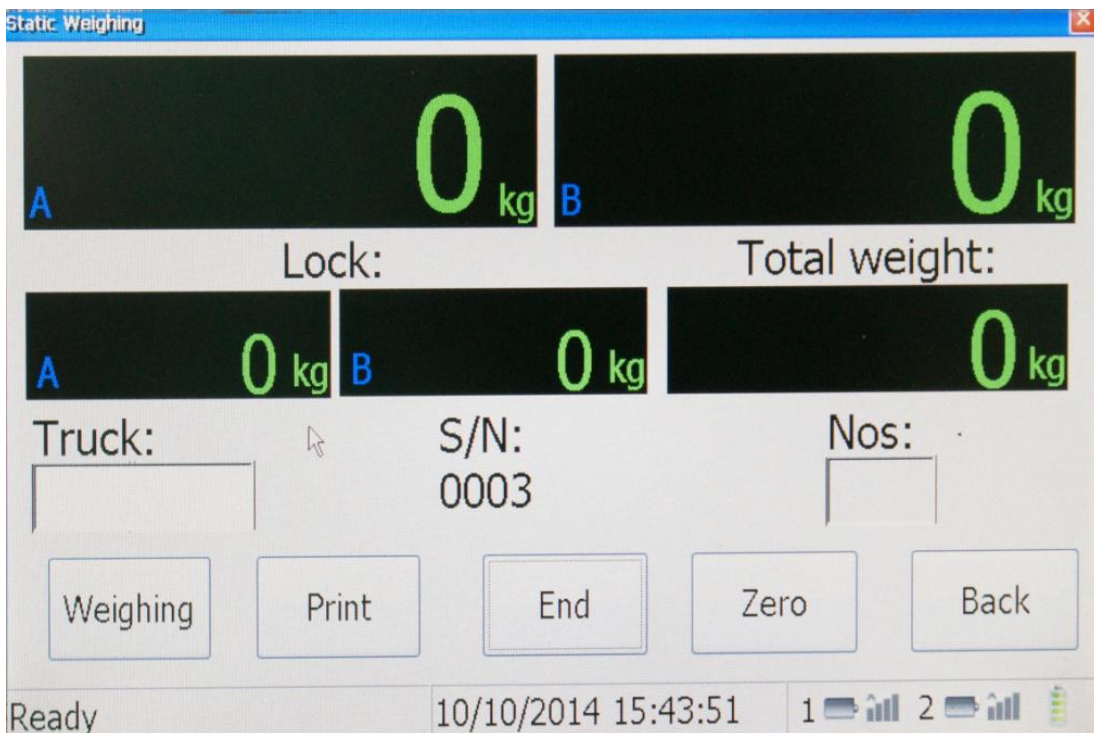 Static Weighing
A 0 kg B 0 kg
Lock: Total weight:
A 0 kg B 0 kg 0 kg
Truck: S/N: Nos:
0003
Weighing Print End Zero Back
Ready 10/10/2014 15:43:51 1 2